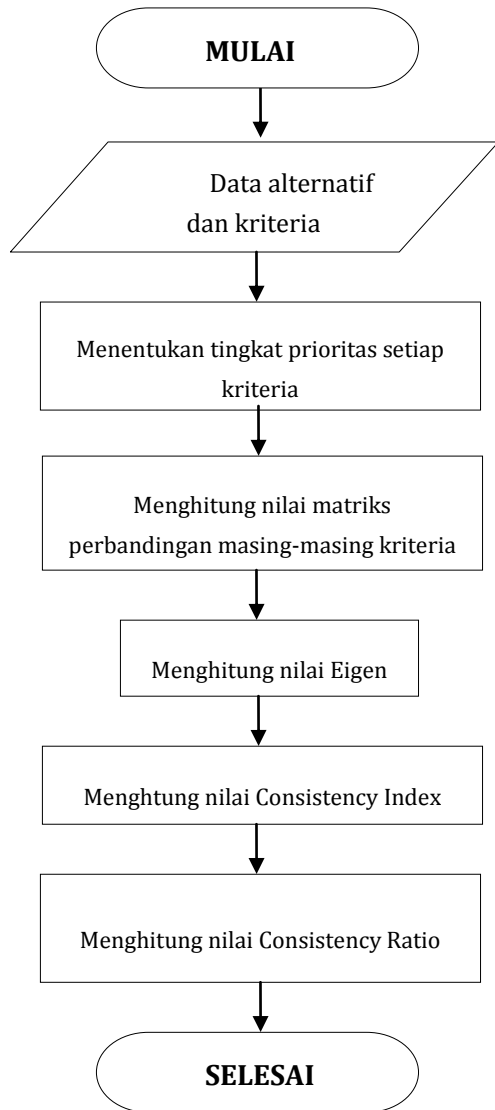 MULAI
Data alternatif
dan kriteria
Menentukan tingkat prioritas setiap
kriteria
Menghitung nilai matriks
perbandingan masing-masing kriteria
Menghitung nilai Eigen
Menghtung nilai Consistency Index
Menghitung nilai Consistency Ratio
SELESAI